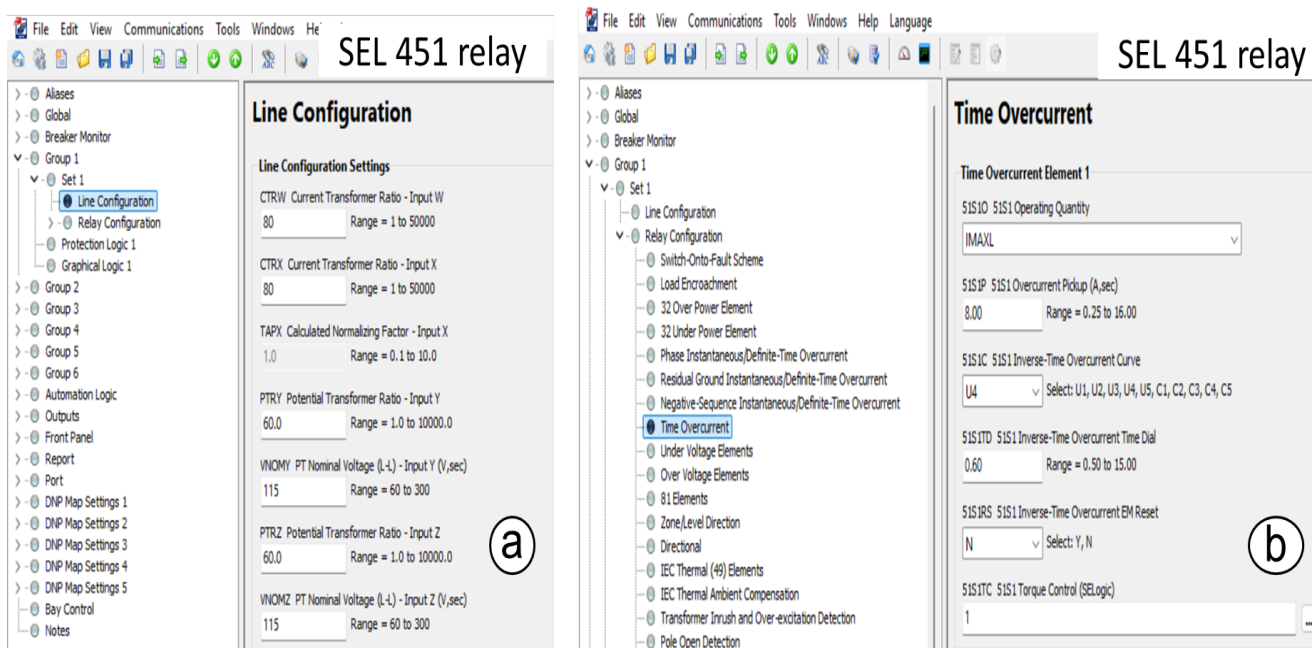 File Edit View Communications Tools Windows He
SEL 451 relay
Aliases
Global
Breaker Monitor
Group 1
Set 1
Line Configuration
Relay Configuration
Protection Logic 1
Graphical Logic 1
Group 2
Group 3
Group 4
Group 5
Group 6
Automation Logic
Outputs
Front Panel
Report
Port
DNP Map Settings 1
DNP Map Settings 2
DNP Map Settings 3
DNP Map Settings 4
DNP Map Settings 5
Bay Control
Notes
Line Configuration
Line Configuration Settings
CTRW Current Transformer Ratio - Input W
80 Range = 1 to 50000
CTRX Current Transformer Ratio - Input X
80 Range = 1 to 50000
TAPX Calculated Normalizing Factor - Input X
1.0 Range = 0.1 to 10.0
PTRY Potential Transformer Ratio - Input Y
60.0 Range = 1.0 to 10000.0
VNOMY PT Nominal Voltage (L-L) - Input Y (V,sec)
115 Range = 60 to 300
PTRZ Potential Transformer Ratio - Input Z
60.0 Range = 1.0 to 10000.0
VNOMZ PT Nominal Voltage (L-L) - Input Z (V,sec)
115 Range = 60 to 300
a
File Edit View Communications Tools Windows Help Language
SEL 451 relay
Aliases
Global
Breaker Monitor
Group 1
Set 1
Line Configuration
Relay Configuration
Switch-Onto-Fault Scheme
Load Encroachment
32 Over Power Element
32 Under Power Element
Phase Instantaneous/Definite-Time Overcurrent
Residual Ground Instantaneous/Definite-Time Overcurrent
Negative-Sequence Instantaneous/Definite-Time Overcurrent
Time Overcurrent
Under Voltage Elements
Over Voltage Elements
81 Elements
Zone/Level Direction
Directional
IEC Thermal (49) Elements
IEC Thermal Ambient Compensation
Transformer Inrush and Over-excitation Detection
Pole Open Detection
Time Overcurrent
Time Overcurrent Element 1
51S1O 51S1 Operating Quantity
IMAXL
51S1P 51S1 Overcurrent Pickup (A,sec)
8.00 Range = 0.25 to 16.00
51S1C 51S1 Inverse-Time Overcurrent Curve
U4 Select: U1, U2, U3, U4, U5, C1, C2, C3, C4, C5
51S1TD 51S1 Inverse-Time Overcurrent Time Dial
0.60 Range = 0.50 to 15.00
51S1RS 51S1 Inverse-Time Overcurrent EM Reset
N Select: Y, N
51S1TC 51S1 Torque Control (SELogic)
1 ...
b